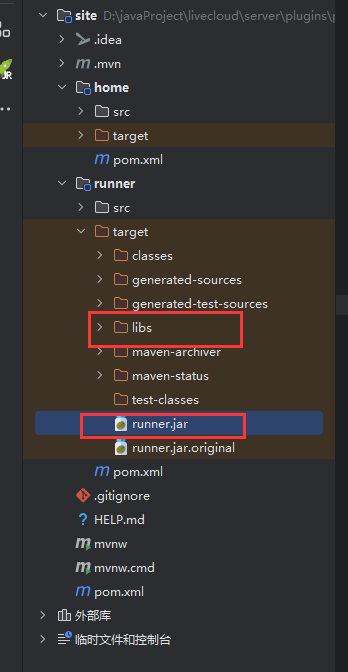 site D:\javaProject\livecloud\server\plugins\
.idea
.mvn
home
src
target
pom.xml
runner
src
target
classes
generated-sources
generated-test-sources
libs
maven-archiver
maven-status
test-classes
runner.jar
runner.jar.original
pom.xml
.gitignore
HELP.md
mvnw
mvnw.cmd
pom.xml
外部库
临时文件和控制台